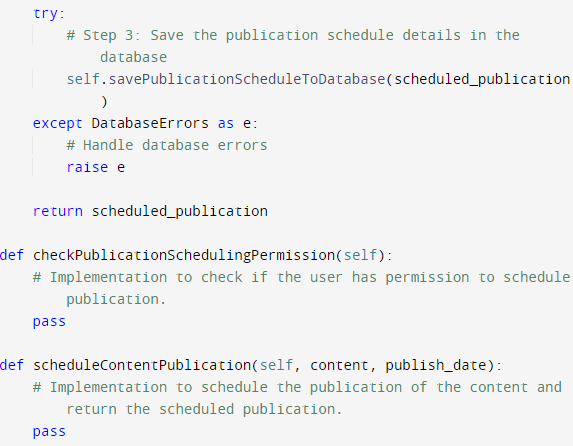 try:
# Step 3: Save the publication schedule details in the
database
self.savePublicationScheduleToDatabase(scheduled_publication
)
except DatabaseErrors as e:
# Handle database errors
raise e
return scheduled_publication
def checkPublicationSchedulingPermission(self):
# Implementation to check if the user has permission to schedule
publication.
pass
def scheduleContentPublication(self, content, publish_date):
# Implementation to schedule the publication of the content and
return the scheduled publication.
pass